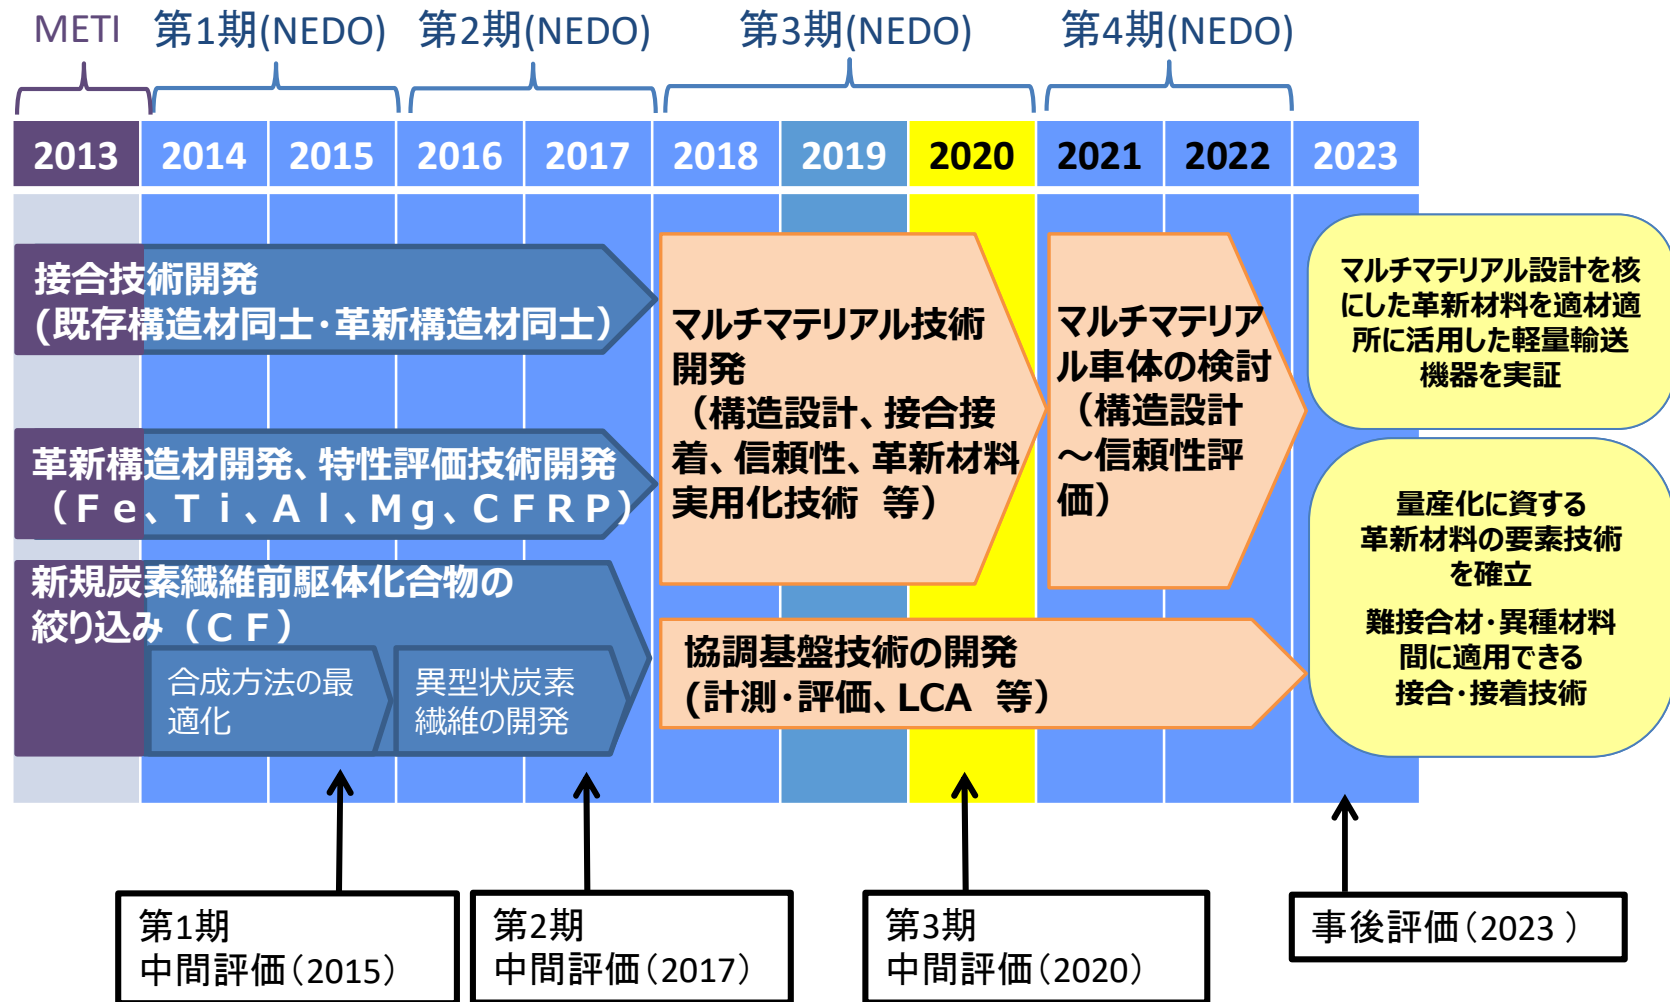 METI 第1期(NEDO) 第2期(NEDO) 第3期(NEDO) 第4期(NEDO)
2013 2014 2015 2016 2017 2018 2019 2020 2021 2022 2023
接合技術開発
(既存構造材同士・革新構造材同士）
革新構造材開発、特性評価技術開発
（Ｆｅ、Ｔｉ、Ａｌ、Ｍｇ、ＣＦＲＰ）
新規炭素繊維前駆体化合物の
絞り込み（ＣＦ）
合成方法の最
適化
異型状炭素
繊維の開発
マルチマテリアル技術
開発
（構造設計、接合接
着、信頼性、革新材料
実用化技術 等）
マルチマテリア
ル車体の検討
（構造設計
～信頼性評
価）
協調基盤技術の開発
(計測・評価、LCA 等）
マルチマテリアル設計を核
にした革新材料を適材適
所に活用した軽量輸送
機器を実証
量産化に資する
革新材料の要素技術
を確立
難接合材・異種材料
間に適用できる
接合・接着技術
第1期
中間評価（2015）
第2期
中間評価（2017）
第3期
中間評価（2020）
事後評価（2023 ）